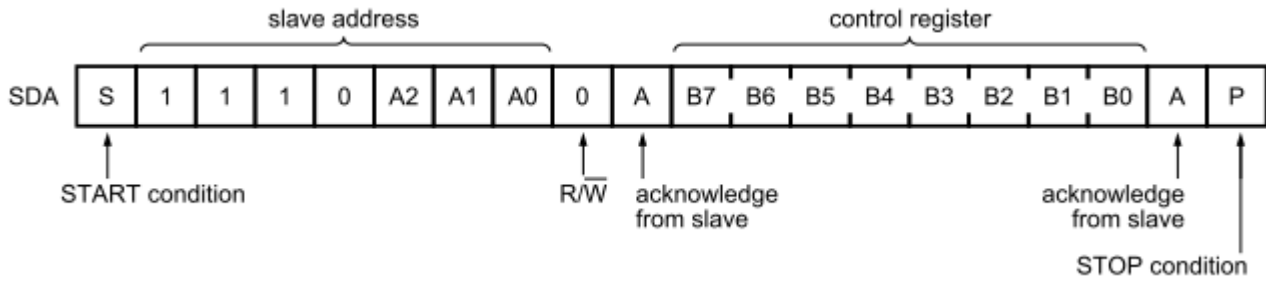 slave address control register
SDA S 1 1 1 0 A2 A1 A0 0 A B7 B6 B5 B4 B3 B2 B1 B0 A P
START condition R/W̅ acknowledge from slave acknowledge from slave
STOP condition